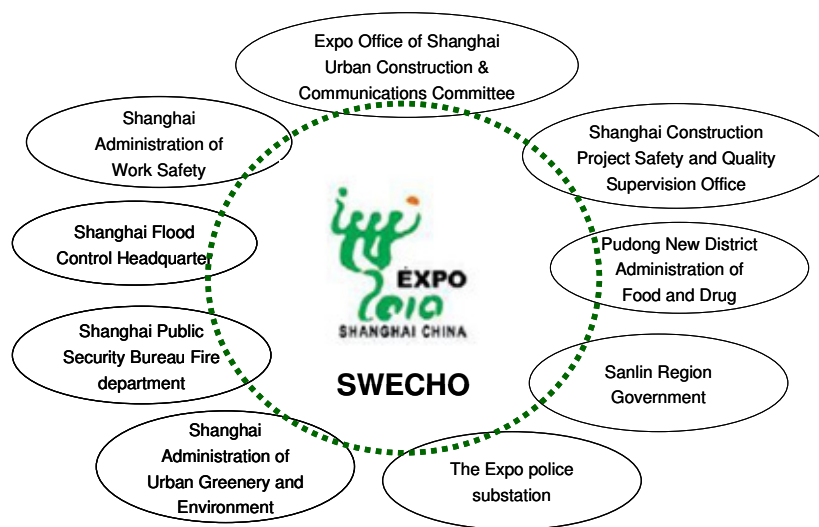 Expo Office of Shanghai
Urban Construction &
Communications Committee
Shanghai
Administration of
Work Safety
Shanghai Construction
Project Safety and Quality
Supervision Office
Shanghai Flood
Control Headquarte
Pudong New District
Administration of
Food and Drug
EXPO
2010
SHANGHAI CHINA
Shanghai Public
Security Bureau Fire
department
SWECHO
Sanlin Region
Government
Shanghai
Administration of
Urban Greenery and
Environment
The Expo police
substation